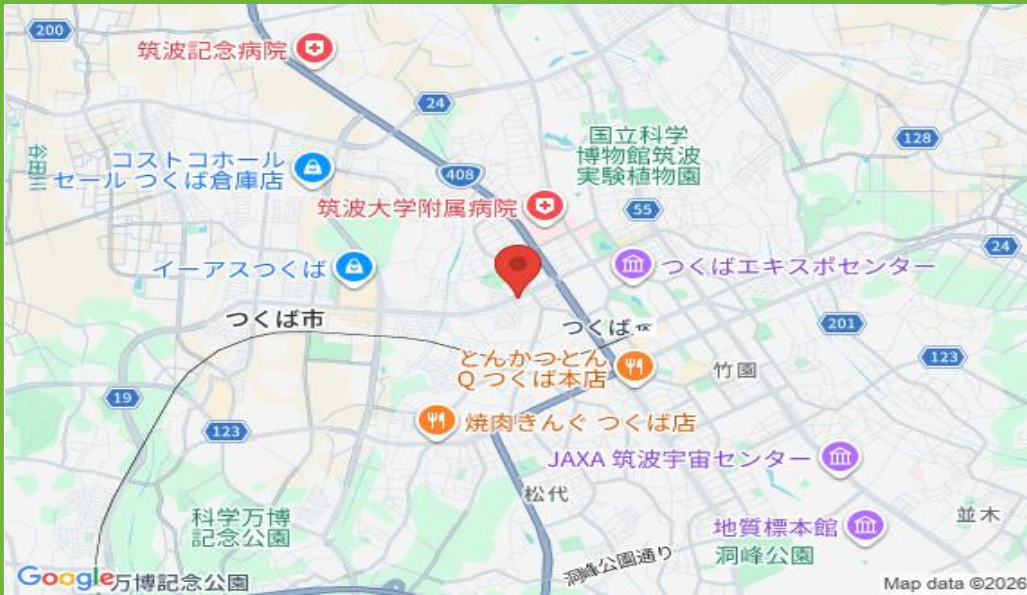 200
筑波記念病院
24
国立科学
博物館筑波
実験植物園
128
谷田川
コストコホール
セール つくば倉庫店
408
筑波大学附属病院
55
24
イーアスつくば
つくばエキスポセンター
つくば市
つくば
201
とんかつとん
Q つくば本店
竹園
123
19
123
焼肉きんぐ つくば店
JAXA 筑波宇宙センター
松代
科学万博
記念公園
地質標本館
並木
洞峰公園
洞峰公園通り
Google
万博記念公園
Map data ©2026